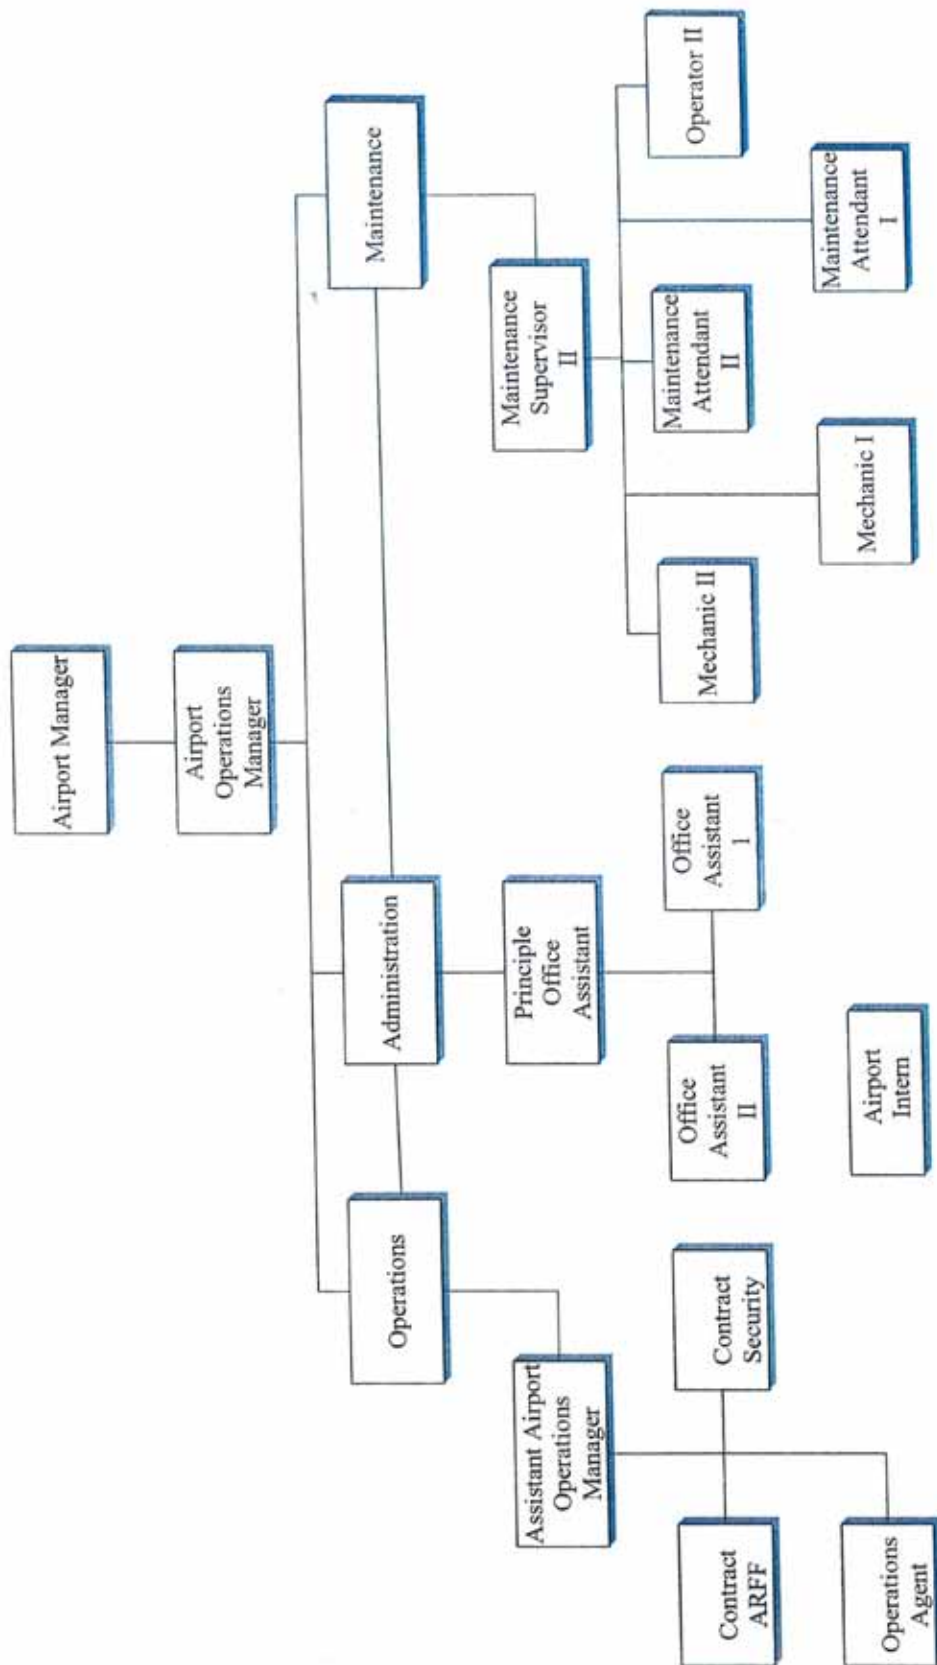 Airport Manager
Airport
Operations
Manager
Operations
Administration
Maintenance
Assistant Airport
Operations
Manager
Principle
Office
Assistant
Maintenance
Supervisor
II
Contract
ARFF
Contract
Security
Office
Assistant
II
Office
Assistant
1
Mechanic II
Maintenance
Attendant
II
Operator II
Operations
Agent
Airport
Intern
Mechanic I
Maintenance
Attendant
I